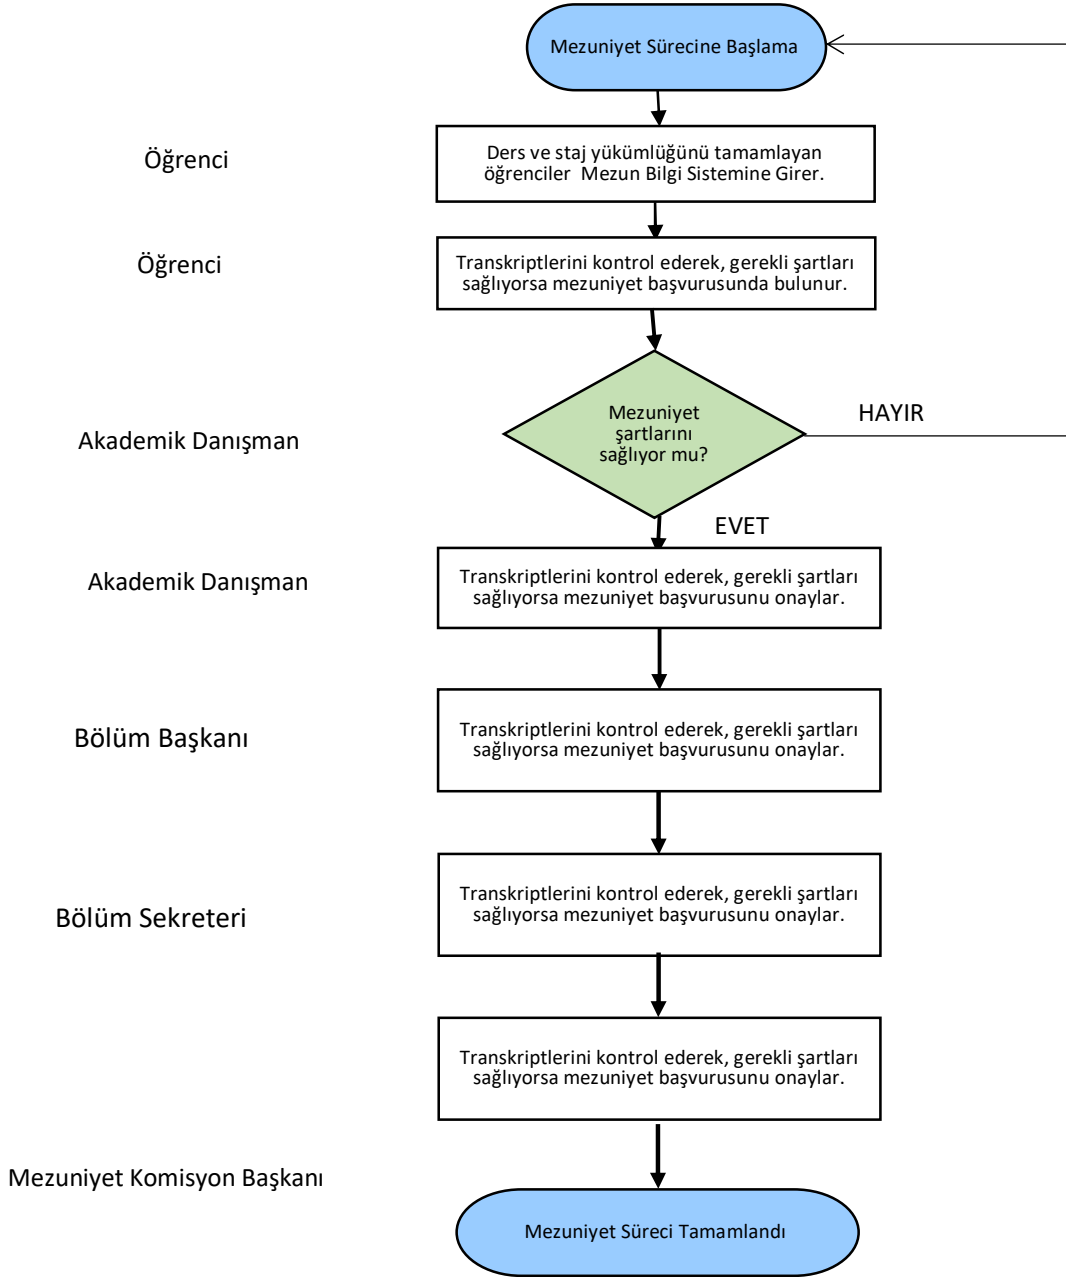 Mezuniyet Sürecine Başlama
Öğrenci
Ders ve staj yükümlüğünü tamamlayan
öğrenciler  Mezun Bilgi Sistemine Girer.
Öğrenci
Transkriptlerini kontrol ederek, gerekli şartları
sağlıyorsa mezuniyet başvurusunda bulunur.
Mezuniyet
şartlarını
sağlıyor mu?
HAYIR
Akademik Danışman
EVET
Akademik Danışman
Transkriptlerini kontrol ederek, gerekli şartları
sağlıyorsa mezuniyet başvurusunu onaylar.
Bölüm Başkanı
Transkriptlerini kontrol ederek, gerekli şartları
sağlıyorsa mezuniyet başvurusunu onaylar.
Bölüm Sekreteri
Transkriptlerini kontrol ederek, gerekli şartları
sağlıyorsa mezuniyet başvurusunu onaylar.
Transkriptlerini kontrol ederek, gerekli şartları
sağlıyorsa mezuniyet başvurusunu onaylar.
Mezuniyet Komisyon Başkanı
Mezuniyet Süreci Tamamlandı